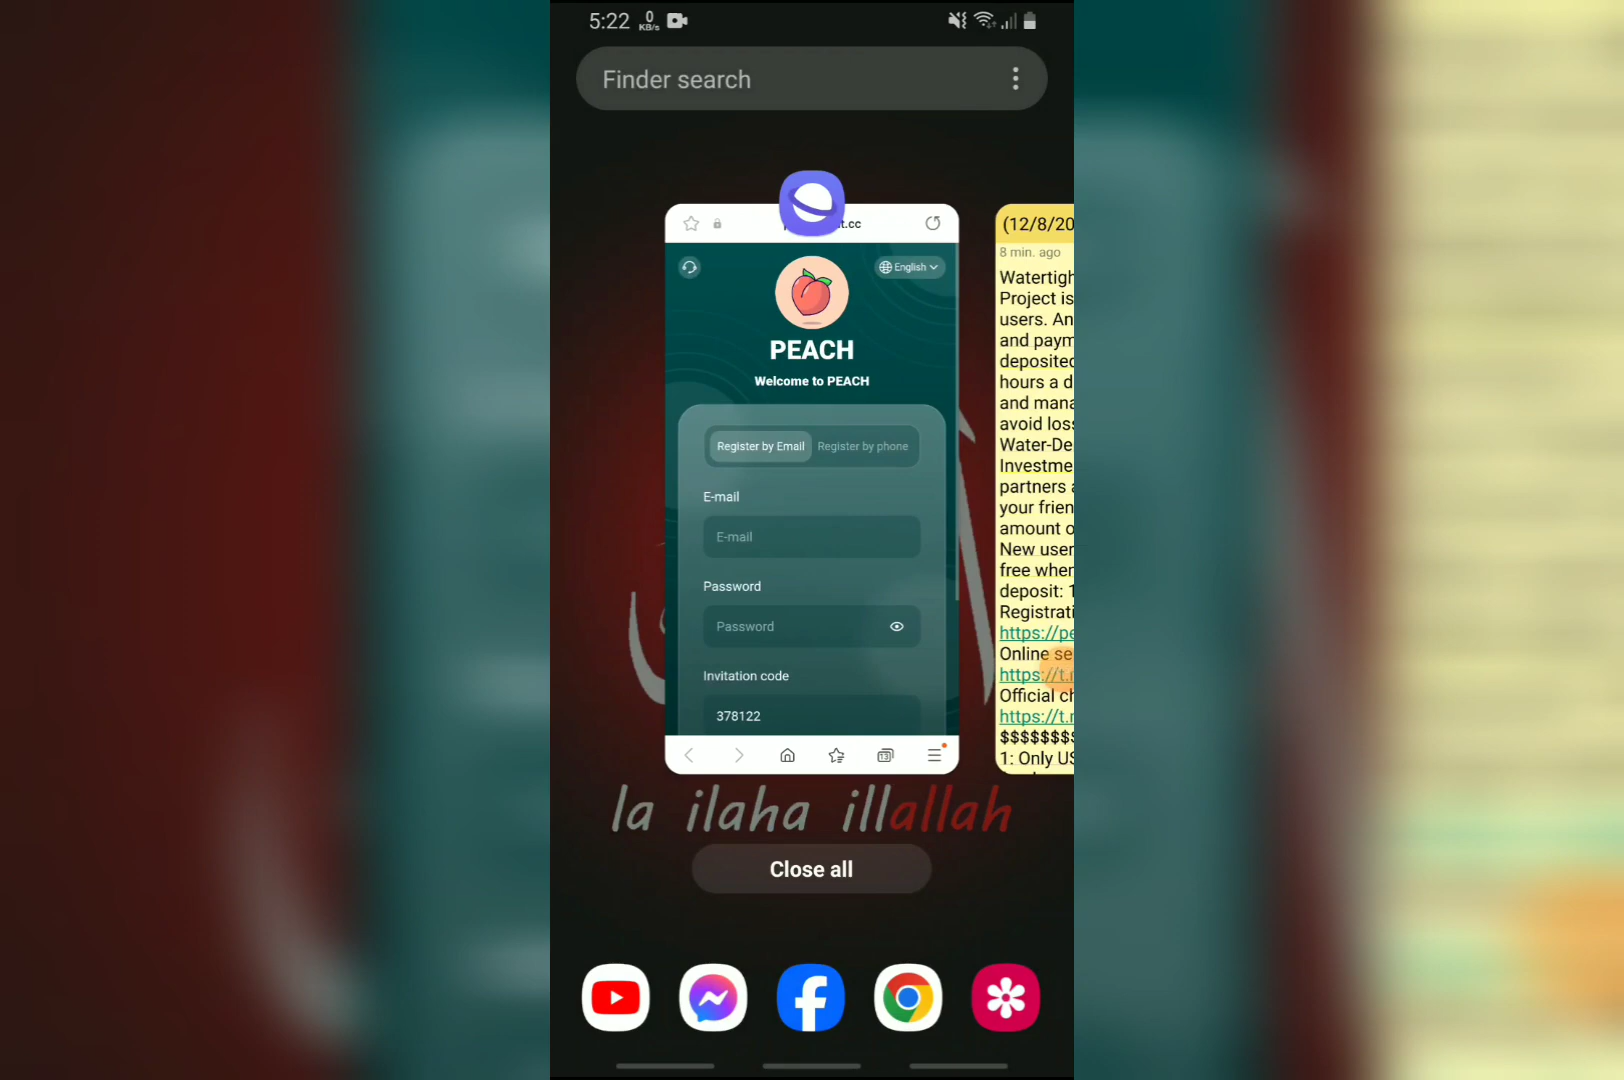 5:22
0
KB/s
Finder search
t.cc
English
PEACH
Welcome to PEACH
Register by Email
Register by phone
E-mail
E-mail
Password
Password
Invitation code
378122
13
(12/8/20
8 min. ago
Watertigh
Project is
users. An
and paym
deposited
hours a d
and mana
avoid loss
Water-De
Investme
partners a
your frien
amount o
New user
free wher
deposit: 1
Registrati
https://pe
Online se
https://t.r
Official ch
https://t.r
$$$$$$$$
1: Only US
la ilaha illallah
Close all